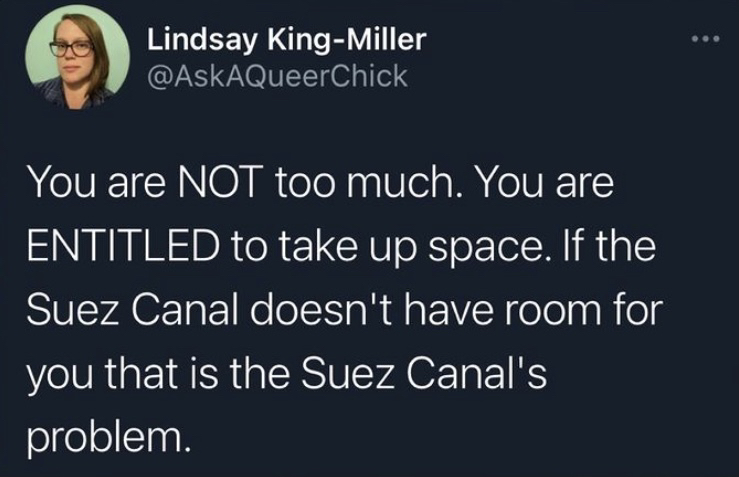 Lindsay King-Miller
@AskAQueerChick
You are NOT too much. You are
ENTITLED to take up space. If the
Suez Canal doesn't have room for
you that is the Suez Canal's
problem.